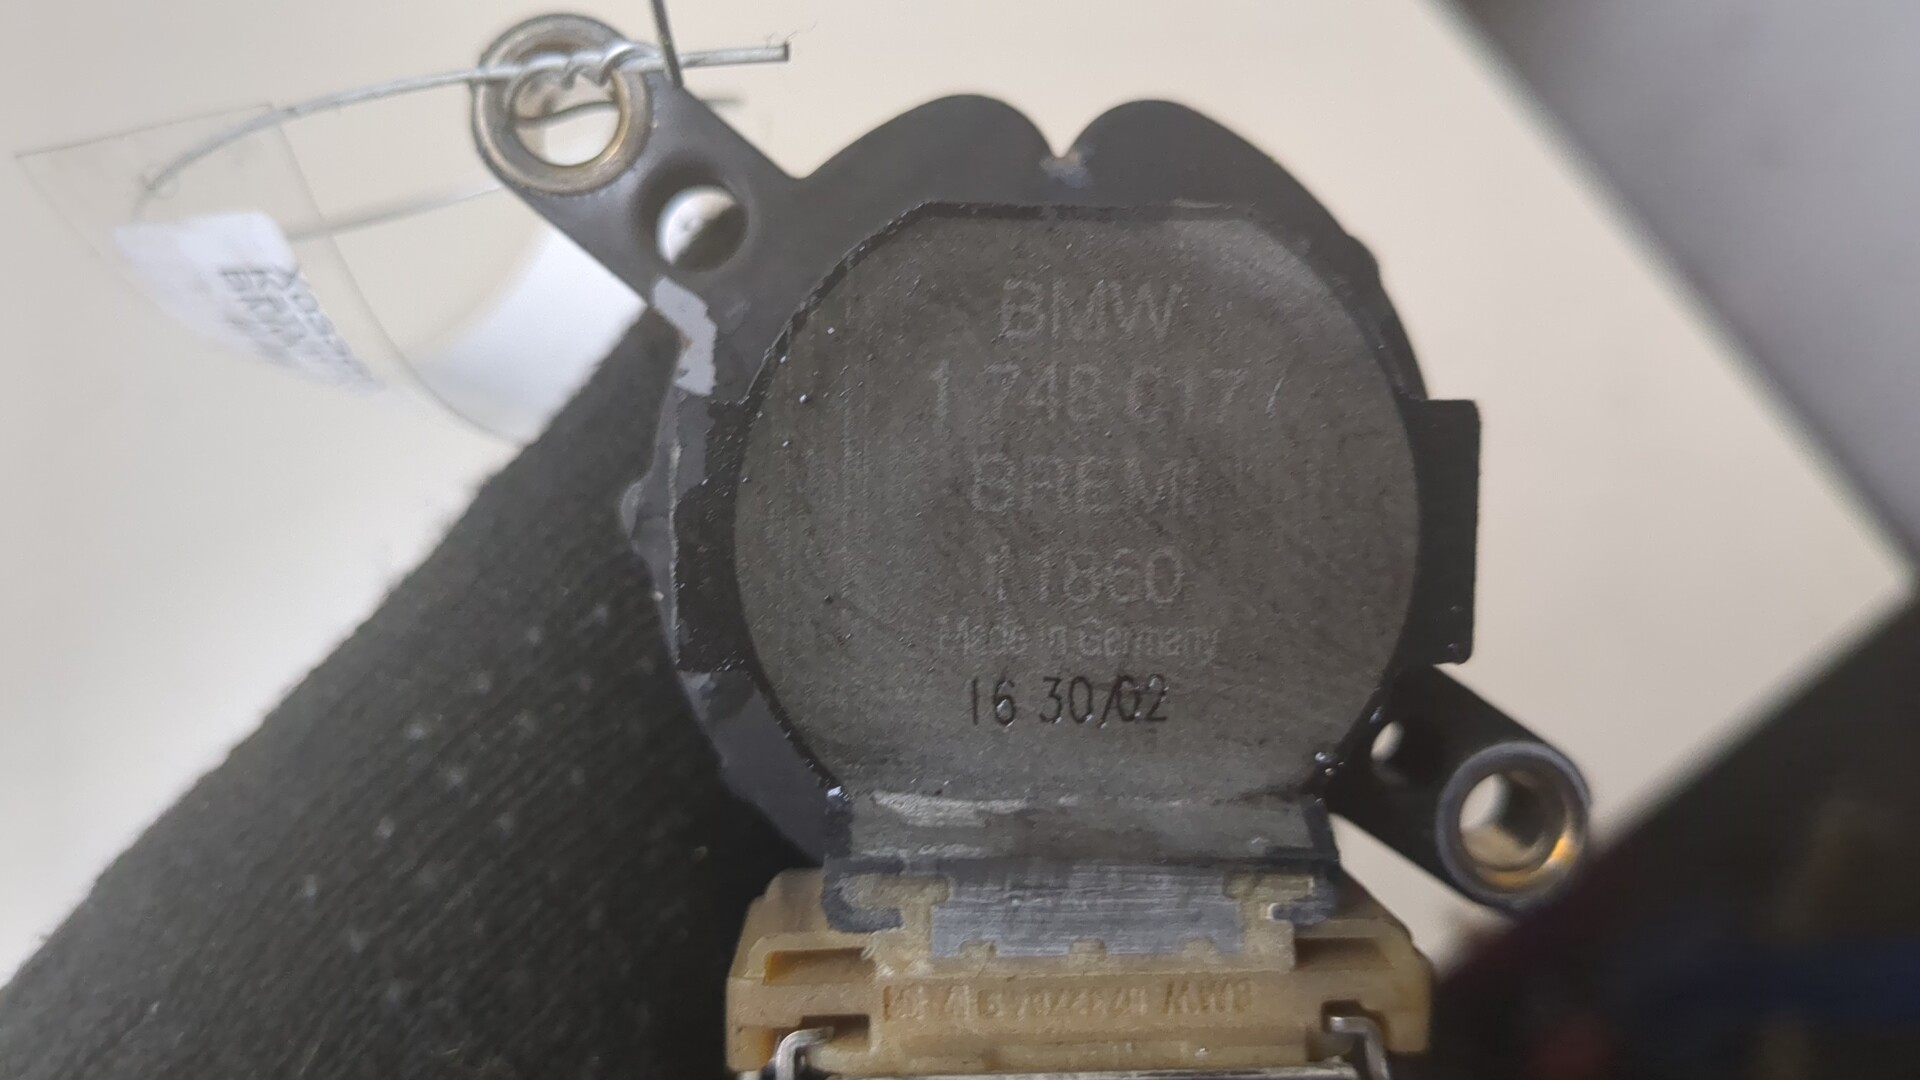 BMW
1 748 017
BREMI
11860
Made in Germany
16 30/02